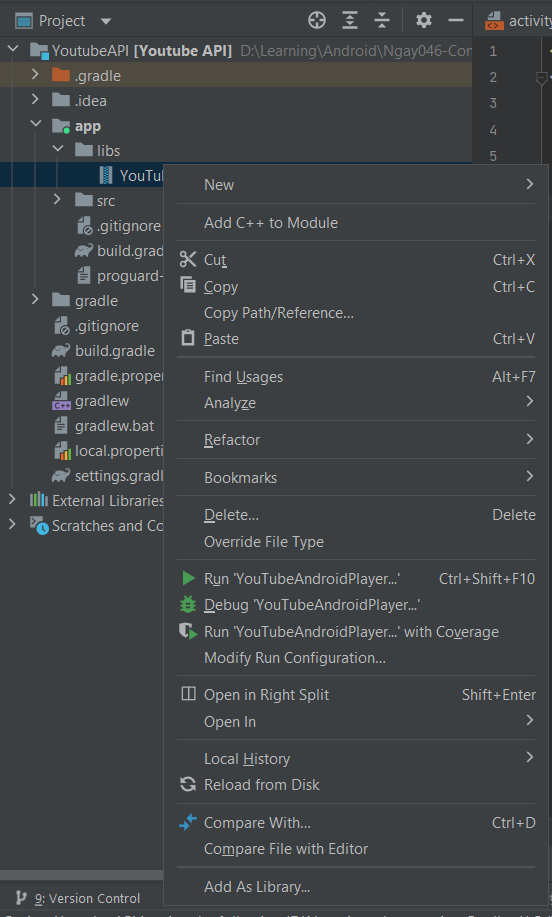 Project
activity
YoutubeAPI [Youtube API] D:\Learning\Android\Ngay046-Con
1
.gradle
2
.idea
3
app
4
libs
5
YouTu
New
src
Add C++ to Module
.gitignore
build.grad
Cut Ctrl+X
proguard-
Copy Ctrl+C
gradle
Copy Path/Reference...
.gitignore
Paste Ctrl+V
build.gradle
gradle.proper
Find Usages Alt+F7
gradlew
Analyze
gradlew.bat
Refactor
local.properti
settings.gradl
Bookmarks
External Libraries
Delete... Delete
Scratches and Co
Override File Type
Run 'YouTubeAndroidPlayer...' Ctrl+Shift+F10
Debug 'YouTubeAndroidPlayer...'
Run 'YouTubeAndroidPlayer...' with Coverage
Modify Run Configuration...
Open in Right Split Shift+Enter
Open In
Local History
Reload from Disk
Compare With... Ctrl+D
Compare File with Editor
Add As Library...
9: Version Control